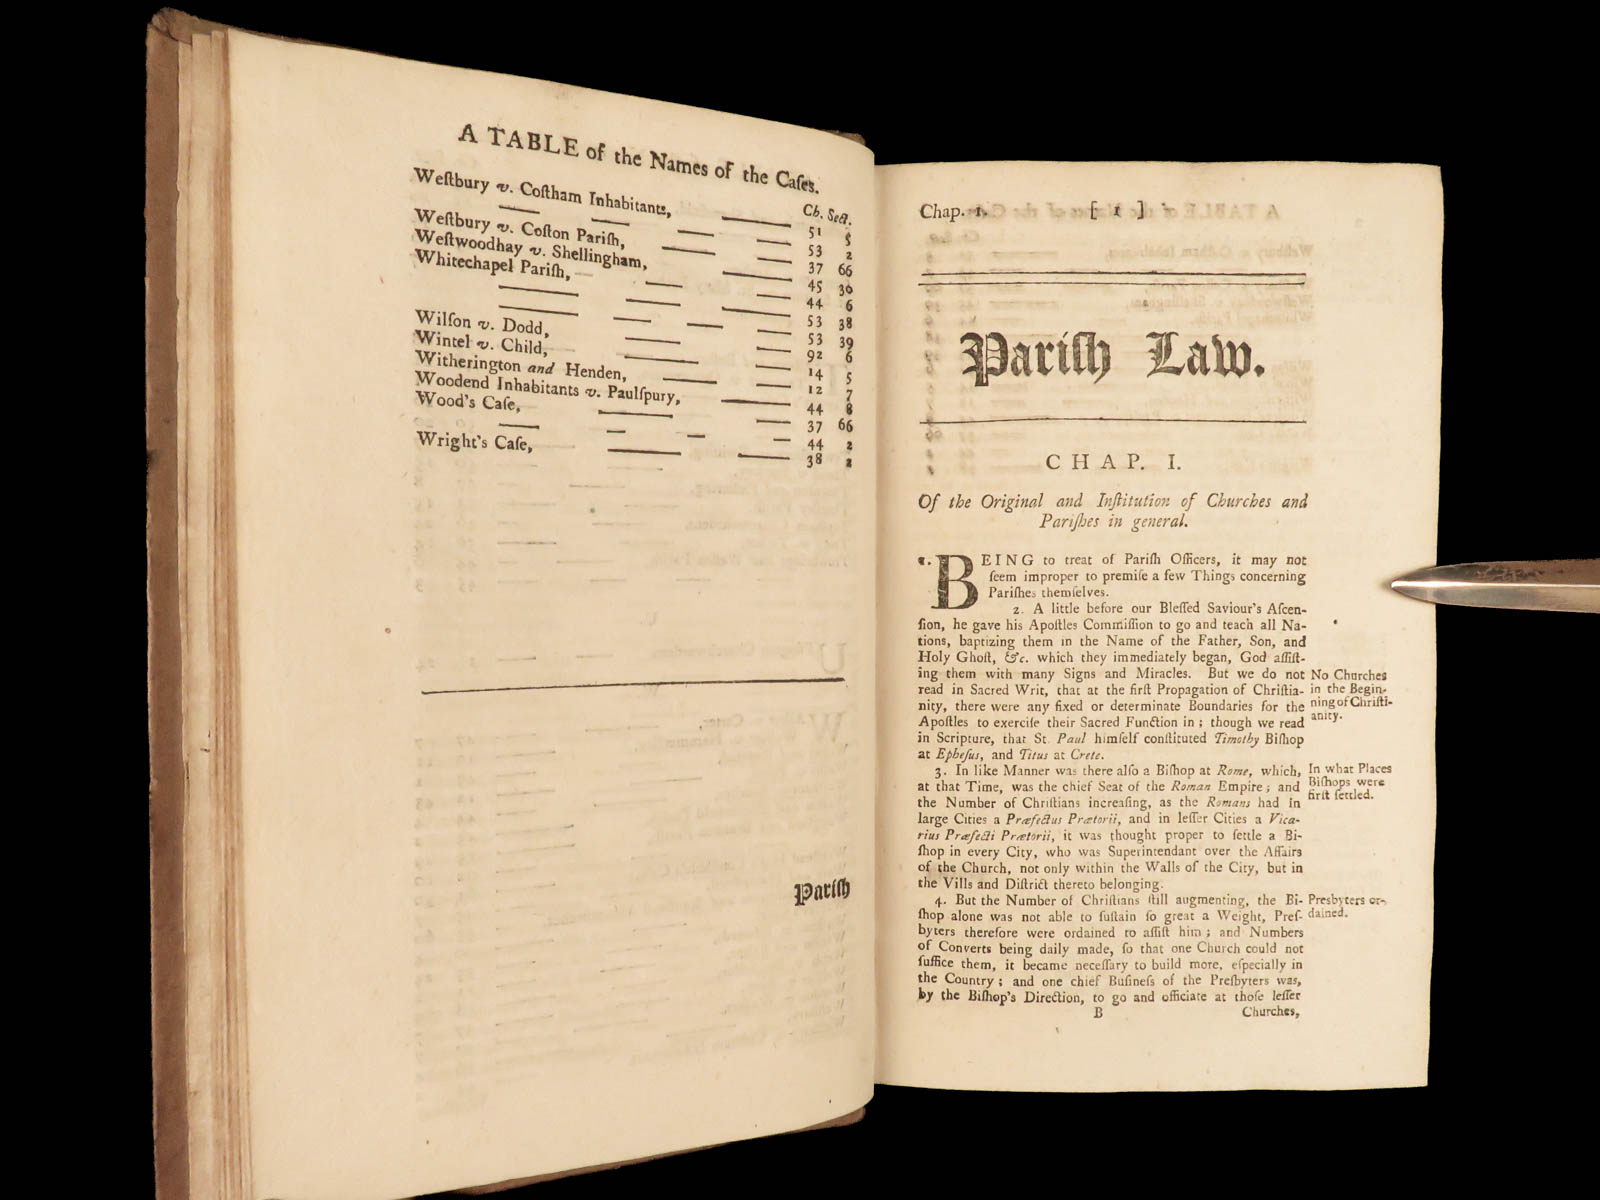 A TABLE of the Names of the Caſes.
Ch. Sect.
Weſtbury v. Coſtham Inhabitants, 51 5
53 2
Weſtbury v. Coſton Pariſh, 37 66
Weſtwoodhay v. Shellingham, 45 30
Whitechapel Pariſh, 44 6
53 38
53 39
Wilſon v. Dodd, 92 6
Wintel v. Child, 14 5
Witherington and Henden, 12 7
Woodend Inhabitants v. Paulſpury, 44 8
Wood's Caſe, 37 66
44 2
Wright's Caſe, 38 2
Pariſh
Chap. 1. [ 1 ]
Pariſh Law.
CHAP. I.
Of the Original and Inſtitution of Churches and
Pariſhes in general.
1. BEING to treat of Pariſh Officers, it may not
ſeem improper to premiſe a few Things concerning
Pariſhes themſelves.
2. A little before our Bleſſed Saviour's Aſcen-
ſion, he gave his Apoſtles Commiſſion to go and teach all Na-
tions, baptizing them in the Name of the Father, Son, and
Holy Ghoſt, &c. which they immediately began, God aſſiſt-
ing them with many Signs and Miracles. But we do not
read in Sacred Writ, that at the firſt Propagation of Chriſtia-
nity, there were any fixed or determinate Boundaries for the
Apoſtles to exerciſe their Sacred Function in; though we read
in Scripture, that St. Paul himſelf conſtituted Timothy Biſhop
at Epheſus, and Titus at Crete.
No Churches
in the Begin-
ning of Chriſti-
anity.
3. In like Manner was there alſo a Biſhop at Rome, which,
at that Time, was the chief Seat of the Roman Empire; and
the Number of Chriſtians increaſing, as the Romans had in
large Cities a Præfectus Prætorii, and in leſſer Cities a Vica-
rius Præfecti Prætorii, it was thought proper to ſettle a Bi-
ſhop in every City, who was Superintendant over the Affairs
of the Church, not only within the Walls of the City, but in
the Vills and Diſtrict thereto belonging.
In what Places
Biſhops were
firſt ſettled.
4. But the Number of Chriſtians ſtill augmenting, the Bi-
ſhop alone was not able to ſuſtain ſo great a Weight, Preſ-
byters therefore were ordained to aſſiſt him; and Numbers
of Converts being daily made, ſo that one Church could not
ſuffice them, it became neceſſary to build more, eſpecially in
the Country; and one chief Buſineſs of the Preſbyters was,
by the Biſhop's Direction, to go and officiate at thoſe leſſer
Presbyters or-
dained.
B Churches,